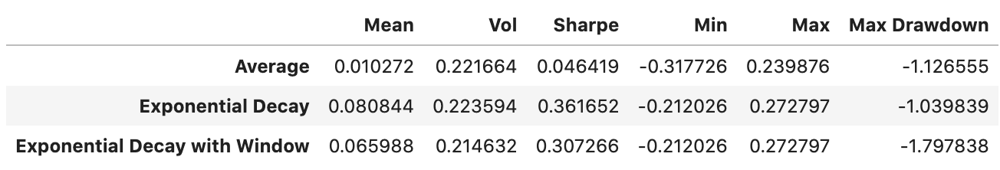 Mean Vol Sharpe Min Max Max Drawdown
Average 0.010272 0.221664 0.046419 -0.317726 0.239876 -1.126555
Exponential Decay 0.080844 0.223594 0.361652 -0.212026 0.272797 -1.039839
Exponential Decay with Window 0.065988 0.214632 0.307266 -0.212026 0.272797 -1.797838